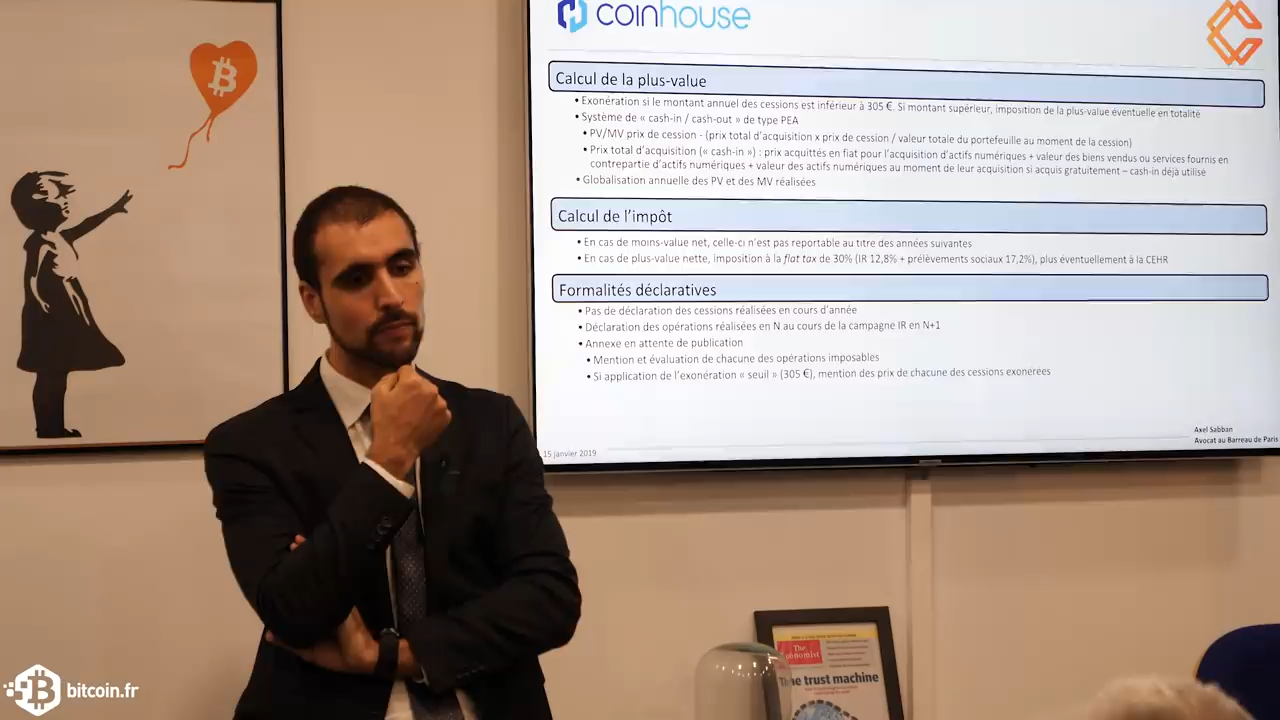 coinhouse
Calcul de la plus-value
• Exonération si le montant annuel des cessions est inférieur à 305 €. Si montant supérieur, imposition de la plus-value éventuelle en totalité
• Système de « cash-in / cash-out » de type PEA
• PV/MV prix de cession - (prix total d'acquisition x prix de cession / valeur totale du portefeuille au moment de la cession)
• Prix total d'acquisition (« cash-in ») : prix acquittés en fiat pour l'acquisition d'actifs numériques + valeur des biens vendus ou services fournis en
contrepartie d'actifs numériques + valeur des actifs numériques au moment de leur acquisition si acquis gratuitement – cash-in déjà utilisé
• Globalisation annuelle des PV et des MV réalisées
Calcul de l'impôt
• En cas de moins-value net, celle-ci n'est pas reportable au titre des années suivantes
• En cas de plus-value nette, imposition à la flat tax de 30% (IR 12,8% + prélèvements sociaux 17,2%), plus éventuellement à la CEHR
Formalités déclaratives
• Pas de déclaration des cessions réalisées en cours d'année
• Déclaration des opérations réalisées en N au cours de la campagne IR en N+1
• Annexe en attente de publication
• Mention et évaluation de chacune des opérations imposables
• Si application de l'exonération « seuil » (305 €), mention des prix de chacune des cessions exonérées
Axel Sabban
Avocat au Barreau de Paris
15 janvier 2019
The
Economist
The trust machine
bitcoin.fr